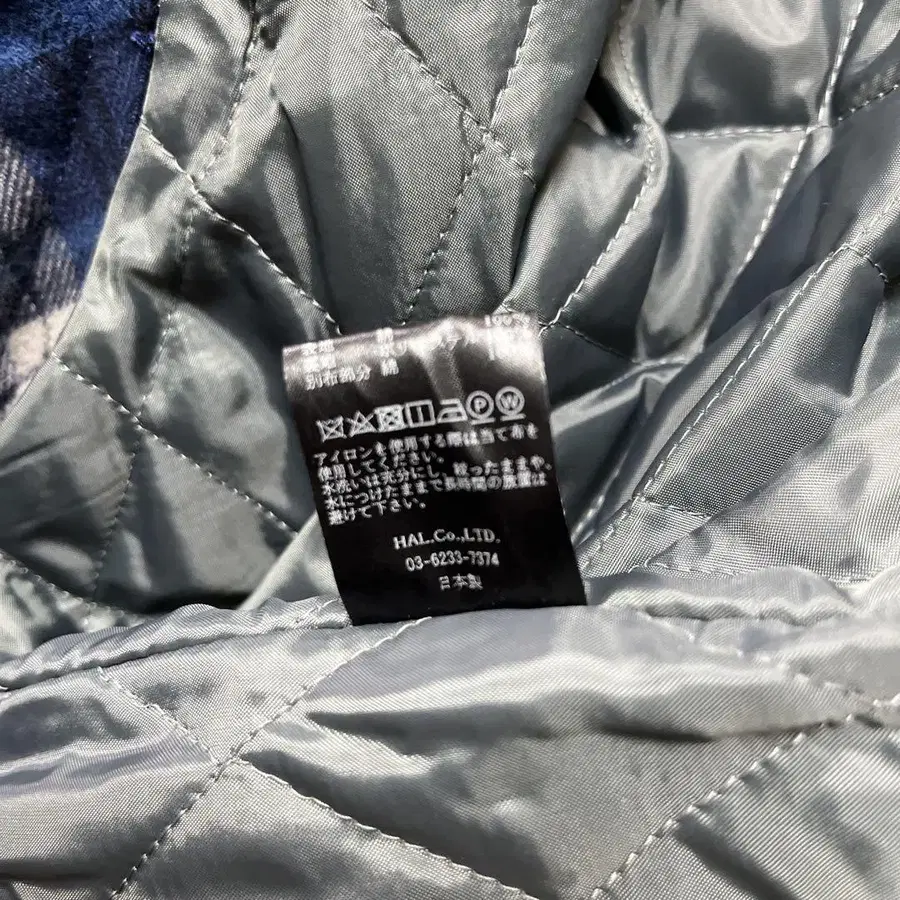 別布部分 綿
P W
アイロンを使用する際は当て布を
使用してください。
水洗いは充分にし、絞ったままや、
水につけたままで長時間の放置は
避けて下さい。
HAL.Co.,LTD.
03-6233-7374
日本製